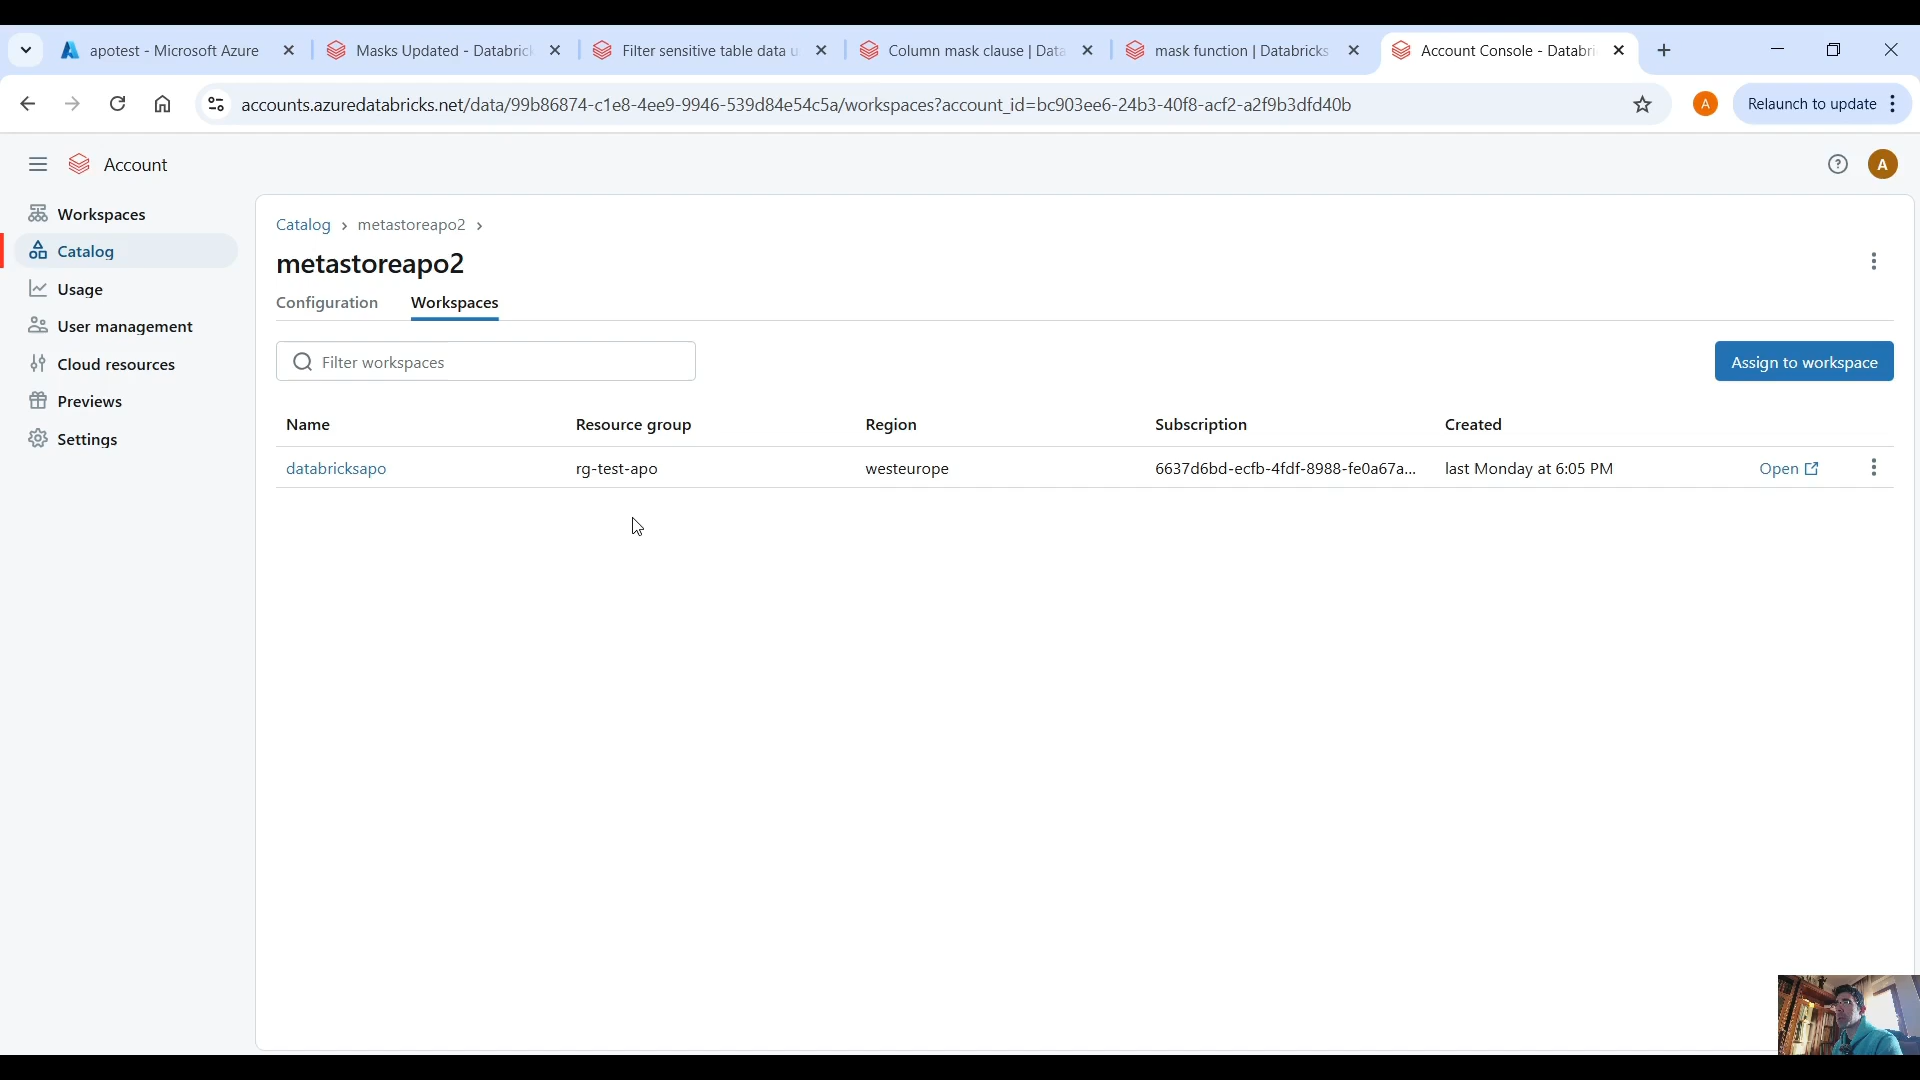 apotest - Microsoft Azure
Masks Updated - Databric
Filter sensitive table data u
Column mask clause | Data
mask function | Databricks
Account Console - Databri
accounts.azuredatabricks.net/data/99b86874-c1e8-4ee9-9946-539d84e54c5a/workspaces?account_id=bc903ee6-24b3-40f8-acf2-a2f9b3dfd40b
A
Relaunch to update
Account
?
A
Workspaces
Catalog
Usage
User management
Cloud resources
Previews
Settings
Catalog > metastoreapo2 >
metastoreapo2
Configuration Workspaces
Filter workspaces
Assign to workspace
Name Resource group Region Subscription Created
databricksapo rg-test-apo westeurope 6637d6bd-ecfb-4fdf-8988-fe0a67a... last Monday at 6:05 PM Open